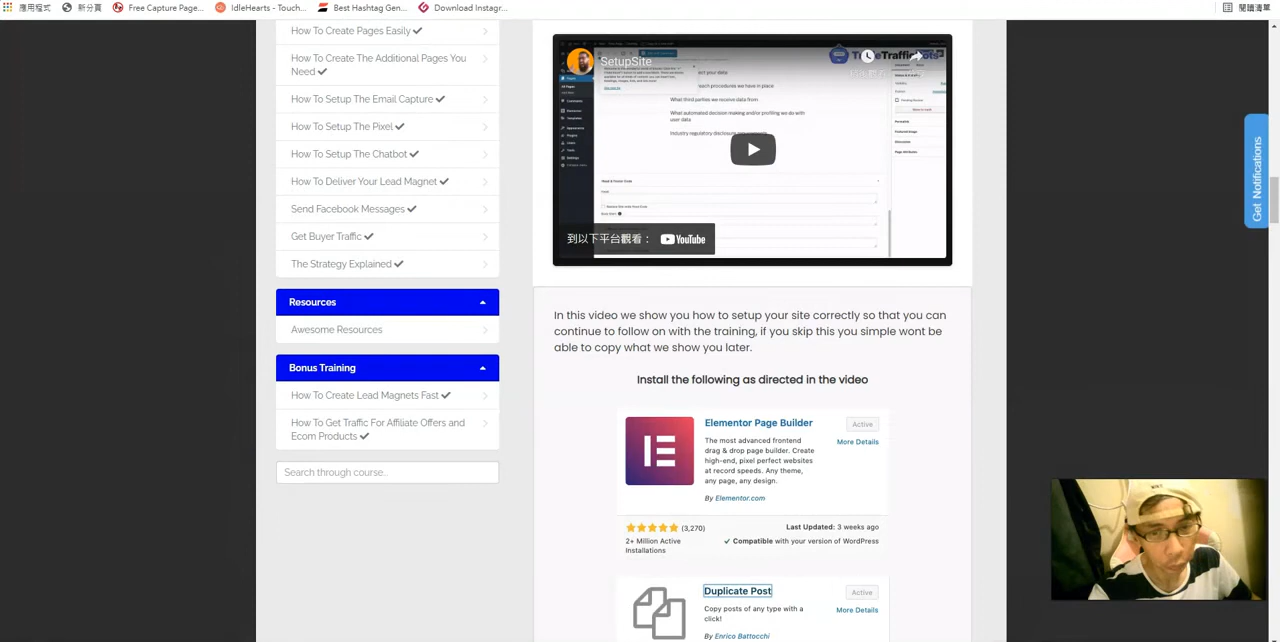 應用程式
新分頁
Free Capture Page...
IdleHearts - Touch...
Best Hashtag Gen...
Download Instagr...
閱讀清單
How To Create Pages Easily
How To Create The Additional Pages You
Need
How To Setup The Email Capture
How To Setup The Pixel
How To Setup The Chatbot
How To Deliver Your Lead Magnet
Send Facebook Messages
Get Buyer Traffic
The Strategy Explained
Resources
Awesome Resources
Bonus Training
How To Create Lead Magnets Fast
How To Get Traffic For Affiliate Offers and
Ecom Products
Search through course..
SetupSite
What third parties we receive data from
What automated decision making and/or profiling we do with
user data
到以下平台觀看： YouTube
In this video we show you how to setup your site correctly so that you can
continue to follow on with the training, if you skip this you simple wont be
able to copy what we show you later.
Install the following as directed in the video
Elementor Page Builder
Active
More Details
The most advanced frontend
drag & drop page builder. Create
high-end, pixel perfect websites
at record speeds. Any theme,
any page, any design.
By Elementor.com
(3,270)
2+ Million Active
Installations
Last Updated: 3 weeks ago
Compatible with your version of WordPress
Duplicate Post
Active
More Details
Copy posts of any type with a
click!
By Enrico Battocchi
Get Notifications